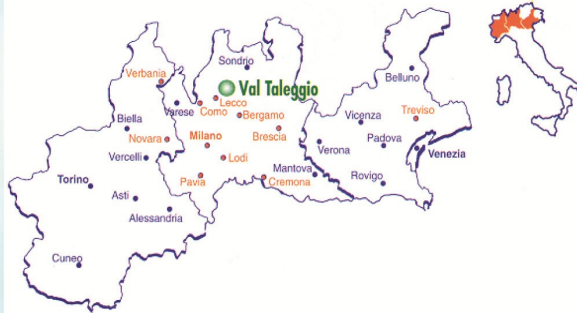 Sondrio
Verbania
Val Taleggio
Belluno
Lecco
Varese
Como
Bergamo
Biella
Vicenza
Treviso
Novara
Milano
Brescia
Verona
Padova
Venezia
Vercelli
Lodi
Mantova
Torino
Pavia
Cremona
Rovigo
Asti
Alessandria
Cuneo